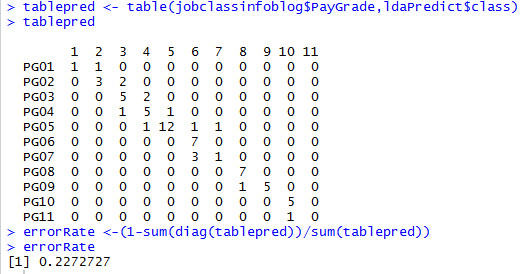 > tablepred <- table(jobclassinfoblog$PayGrade,ldaPredict$class)
> tablepred
1 2 3 4 5 6 7 8 9 10 11
PG01 1 1 0 0 0 0 0 0 0 0 0
PG02 0 3 2 0 0 0 0 0 0 0 0
PG03 0 0 5 2 0 0 0 0 0 0 0
PG04 0 0 1 5 1 0 0 0 0 0 0
PG05 0 0 0 1 12 1 1 0 0 0 0
PG06 0 0 0 0 0 7 0 0 0 0 0
PG07 0 0 0 0 0 3 1 0 0 0 0
PG08 0 0 0 0 0 0 0 7 0 0 0
PG09 0 0 0 0 0 0 0 1 5 0 0
PG10 0 0 0 0 0 0 0 0 0 5 0
PG11 0 0 0 0 0 0 0 0 0 1 0
> errorRate <-(1-sum(diag(tablepred))/sum(tablepred))
> errorRate
[1] 0.2272727